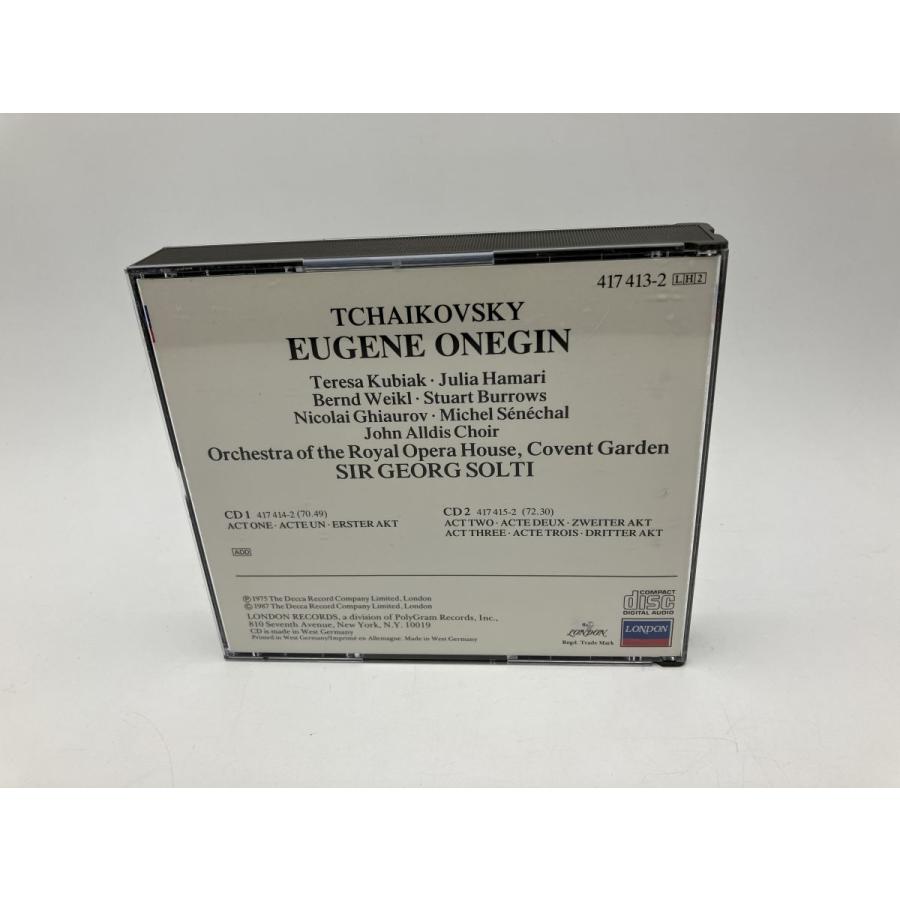 417 413-2 L H 2
TCHAIKOVSKY
EUGENE ONEGIN
Teresa Kubiak · Julia Hamari
Bernd Weikl · Stuart Burrows
Nicolai Ghiaurov · Michel Sénéchal
John Alldis Choir
Orchestra of the Royal Opera House, Covent Garden
SIR GEORG SOLTI
CD 1 417 414-2 (70.49)
ACT ONE · ACTE UN · ERSTER AKT
CD 2 417 415-2 (72.30)
ACT TWO · ACTE DEUX · ZWEITER AKT
ACT THREE · ACTE TROIS · DRITTER AKT
ADD
℗ 1975 The Decca Record Company Limited, London
© 1987 The Decca Record Company Limited, London
LONDON RECORDS, a division of PolyGram Records, Inc.,
810 Seventh Avenue, New York, N.Y. 10019
CD is made in West Germany
Printed in West Germany/Imprimé en Allemagne. Made in West Germany
LONDON
Regd. Trade Mark
COMPACT
disc
DIGITAL AUDIO
LONDON